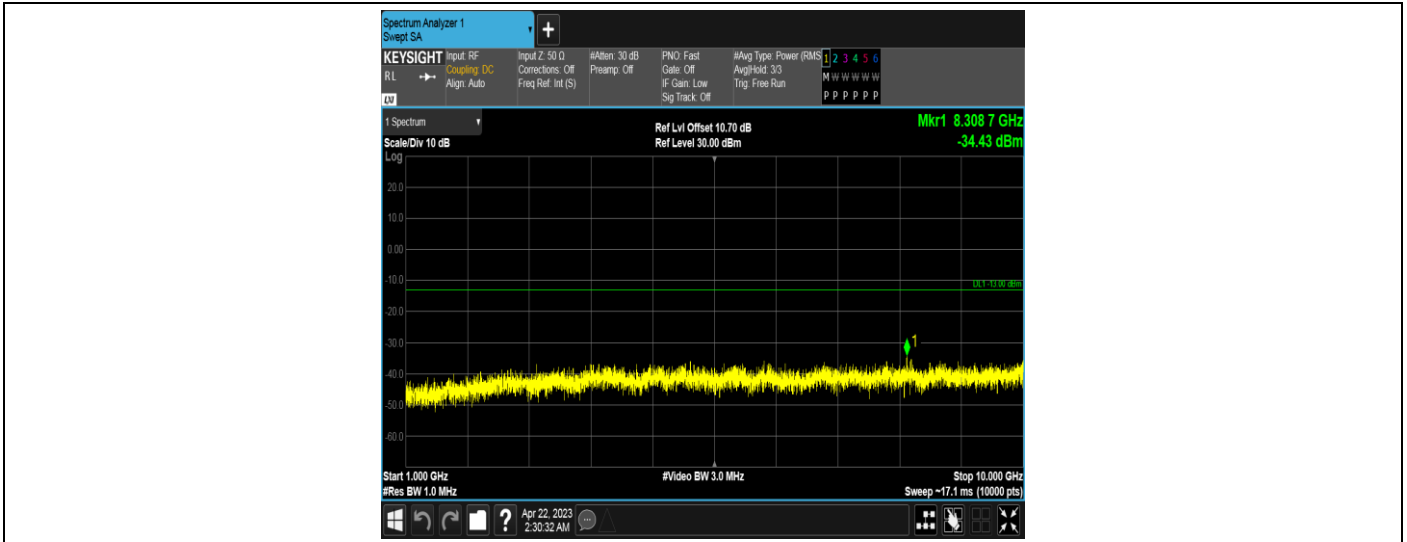 Spectrum Analyzer 1
Swept SA
+
KEYSIGHT
RL
LXI
Input: RF
Coupling: DC
Align: Auto
Input Z: 50 Ω
Corrections: Off
Freq Ref: Int (S)
#Atten: 30 dB
Preamp: Off
PNO: Fast
Gate: Off
IF Gain: Low
Sig Track: Off
#Avg Type: Power (RMS
Avg|Hold: 3/3
Trig: Free Run
1 2 3 4 5 6
M W W W W W
P P P P P P
1 Spectrum
Scale/Div 10 dB
Ref Lvl Offset 10.70 dB
Ref Level 30.00 dBm
Mkr1 8.308 7 GHz
-34.43 dBm
Log
20.0
10.0
0.00
-10.0
DL1 -13.00 dBm
-20.0
-30.0
1
-40.0
-50.0
-60.0
Start 1.000 GHz
#Video BW 3.0 MHz
Stop 10.000 GHz
#Res BW 1.0 MHz
Sweep ~17.1 ms (10000 pts)
?
Apr 22, 2023
2:30:32 AM